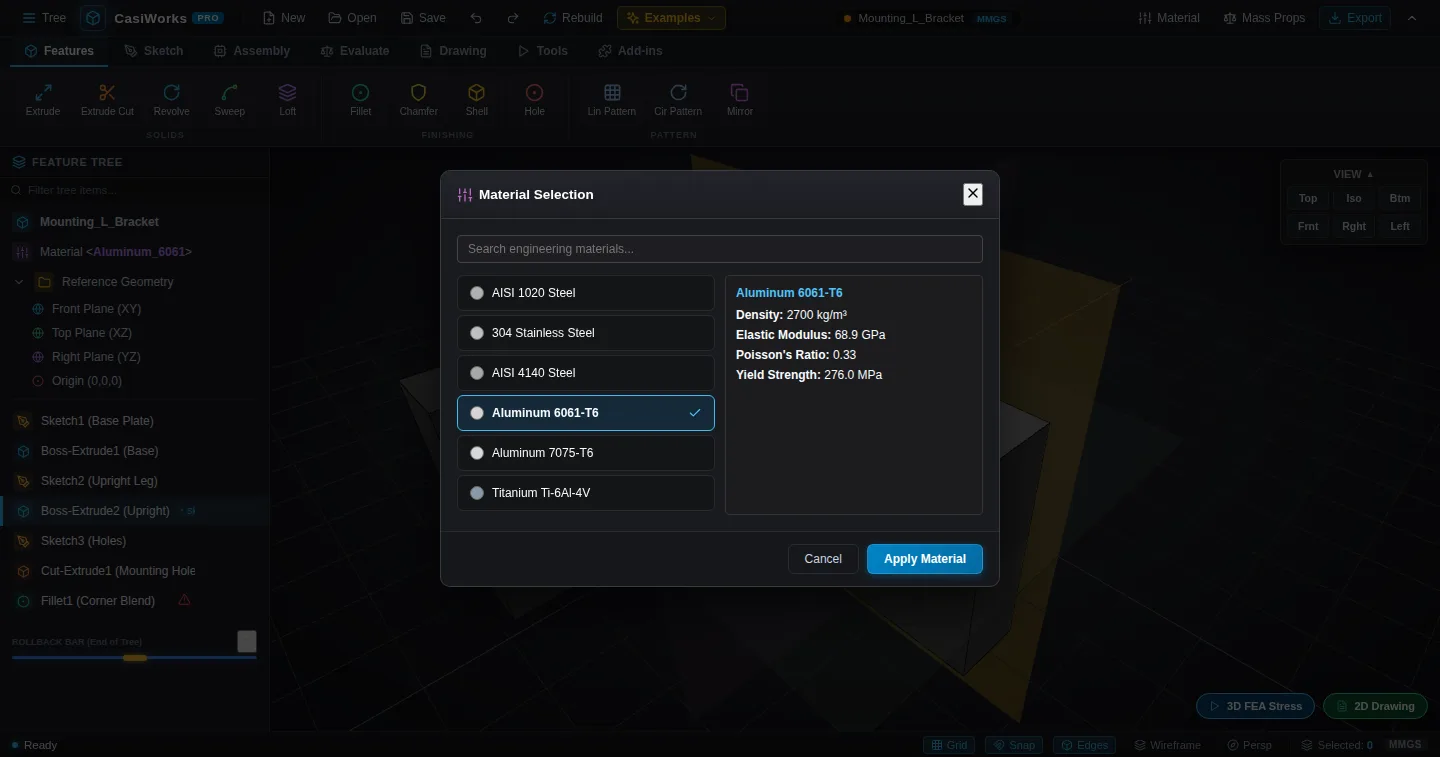 Tree CasiWorks PRO New Open Save Rebuild Examples Mounting_L_Bracket MMGS Material Mass Props Export
Features Sketch Assembly Evaluate Drawing Tools Add-ins
Extrude Extrude Cut Revolve Sweep Loft Fillet Chamfer Shell Hole Lin Pattern Cir Pattern Mirror
SOLIDS FINISHING PATTERN
FEATURE TREE
Filter tree items...
Mounting_L_Bracket
Material <Aluminum_6061>
Reference Geometry
Front Plane (XY)
Top Plane (XZ)
Right Plane (YZ)
Origin (0,0,0)
Sketch1 (Base Plate)
Boss-Extrude1 (Base)
Sketch2 (Upright Leg)
Boss-Extrude2 (Upright)
Sketch3 (Holes)
Cut-Extrude1 (Mounting Hole
Fillet1 (Corner Blend)
ROLLBACK BAR (End of Tree)
Material Selection
Search engineering materials...
AISI 1020 Steel
304 Stainless Steel
AISI 4140 Steel
Aluminum 6061-T6
Aluminum 7075-T6
Titanium Ti-6Al-4V
Aluminum 6061-T6
Density: 2700 kg/m³
Elastic Modulus: 68.9 GPa
Poisson's Ratio: 0.33
Yield Strength: 276.0 MPa
Cancel Apply Material
VIEW ▲
Top Iso Btm
Frnt Rght Left
3D FEA Stress 2D Drawing
Ready Grid Snap Edges Wireframe Persp Selected: 0 MMGS